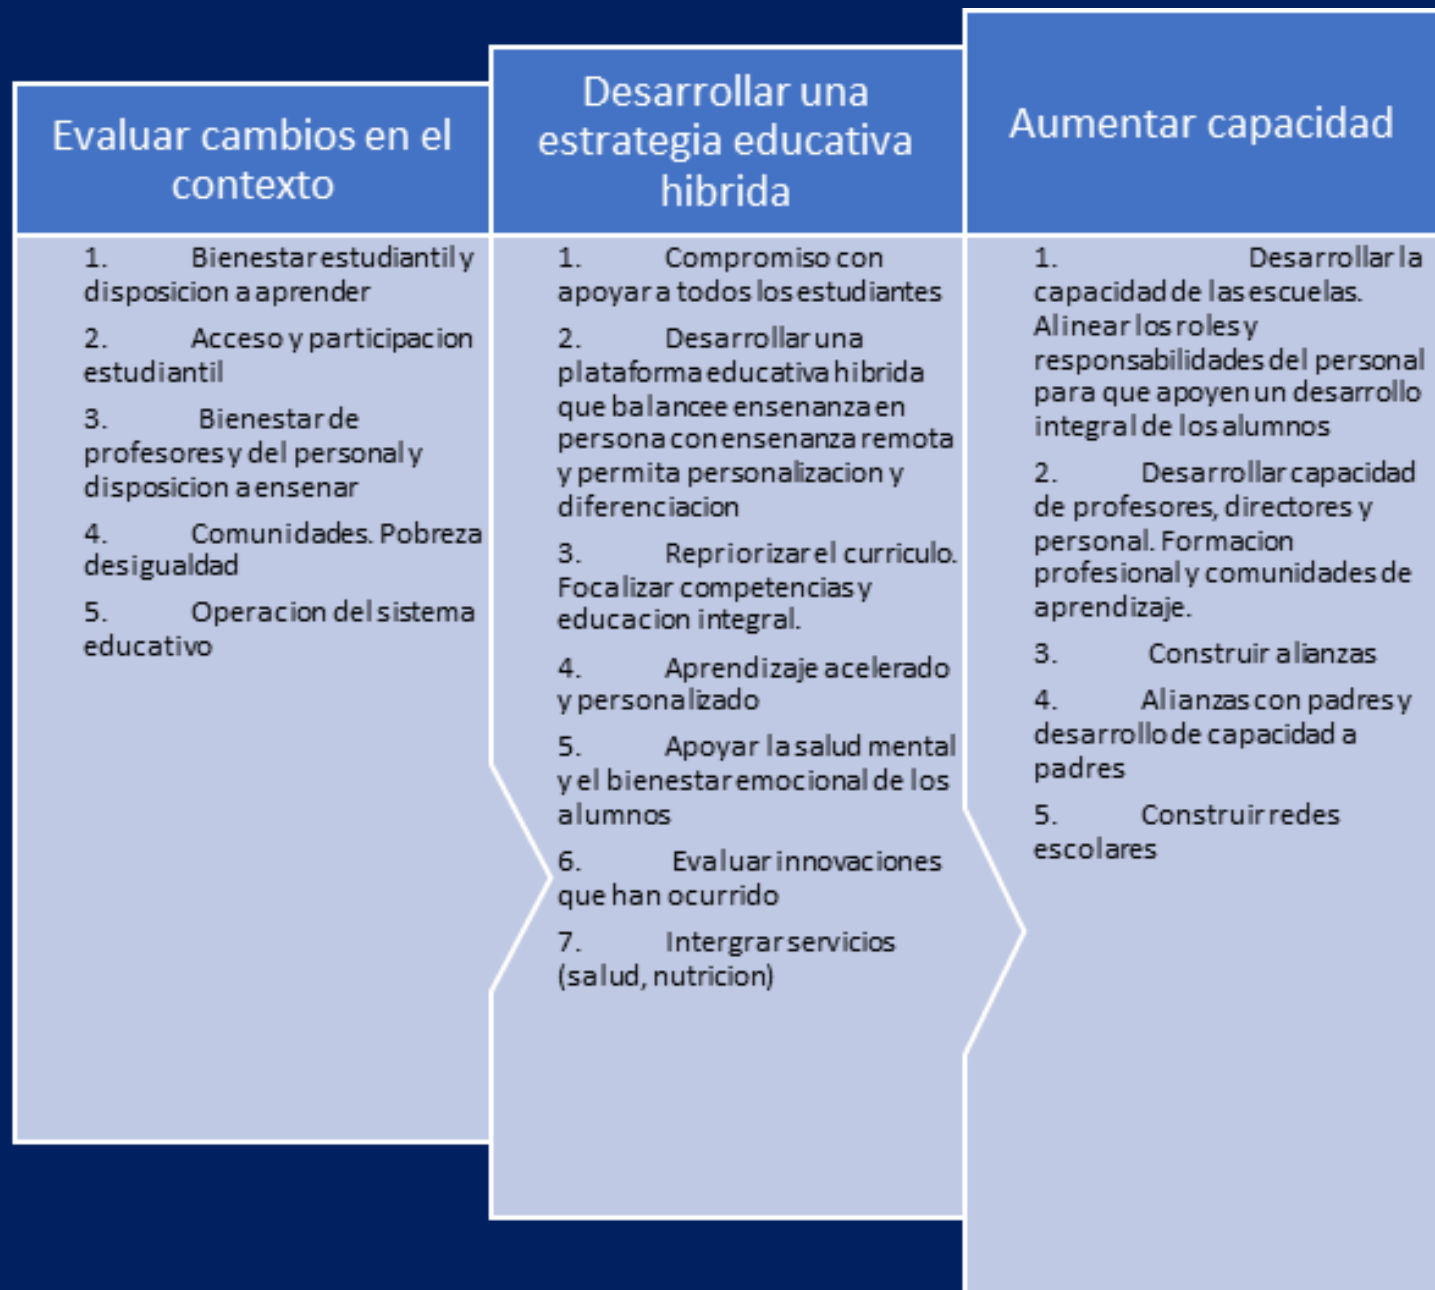 Evaluar cambios en el
contexto
1. Bienestar estudiantil y
disposicion a aprender
2. Acceso y participacion
estudiantil
3. Bienestar de
profesores y del personal y
disposicion a ensenar
4. Comunidades. Pobreza
desigualdad
5. Operacion del sistema
educativo
Desarrollar una
estrategia educativa
hibrida
1. Compromiso con
apoyar a todos los estudiantes
2. Desarrollar una
plataforma educativa hibrida
que balancee ensenanza en
persona con ensenanza remota
y permita personalizacion y
diferenciacion
3. Repriorizar el curriculo.
Focalizar competencias y
educacion integral.
4. Aprendizaje acelerado
y personalizado
5. Apoyar la salud mental
y el bienestar emocional de los
alumnos
6. Evaluar innovaciones
que han ocurrido
7. Intergrar servicios
(salud, nutricion)
Aumentar capacidad
1. Desarrollar la
capacidad de las escuelas.
Alinear los roles y
responsabilidades del personal
para que apoyen un desarrollo
integral de los alumnos
2. Desarrollar capacidad
de profesores, directores y
personal. Formacion
profesional y comunidades de
aprendizaje.
3. Construir alianzas
4. Alianzas con padres y
desarrollo de capacidad a
padres
5. Construir redes
escolares